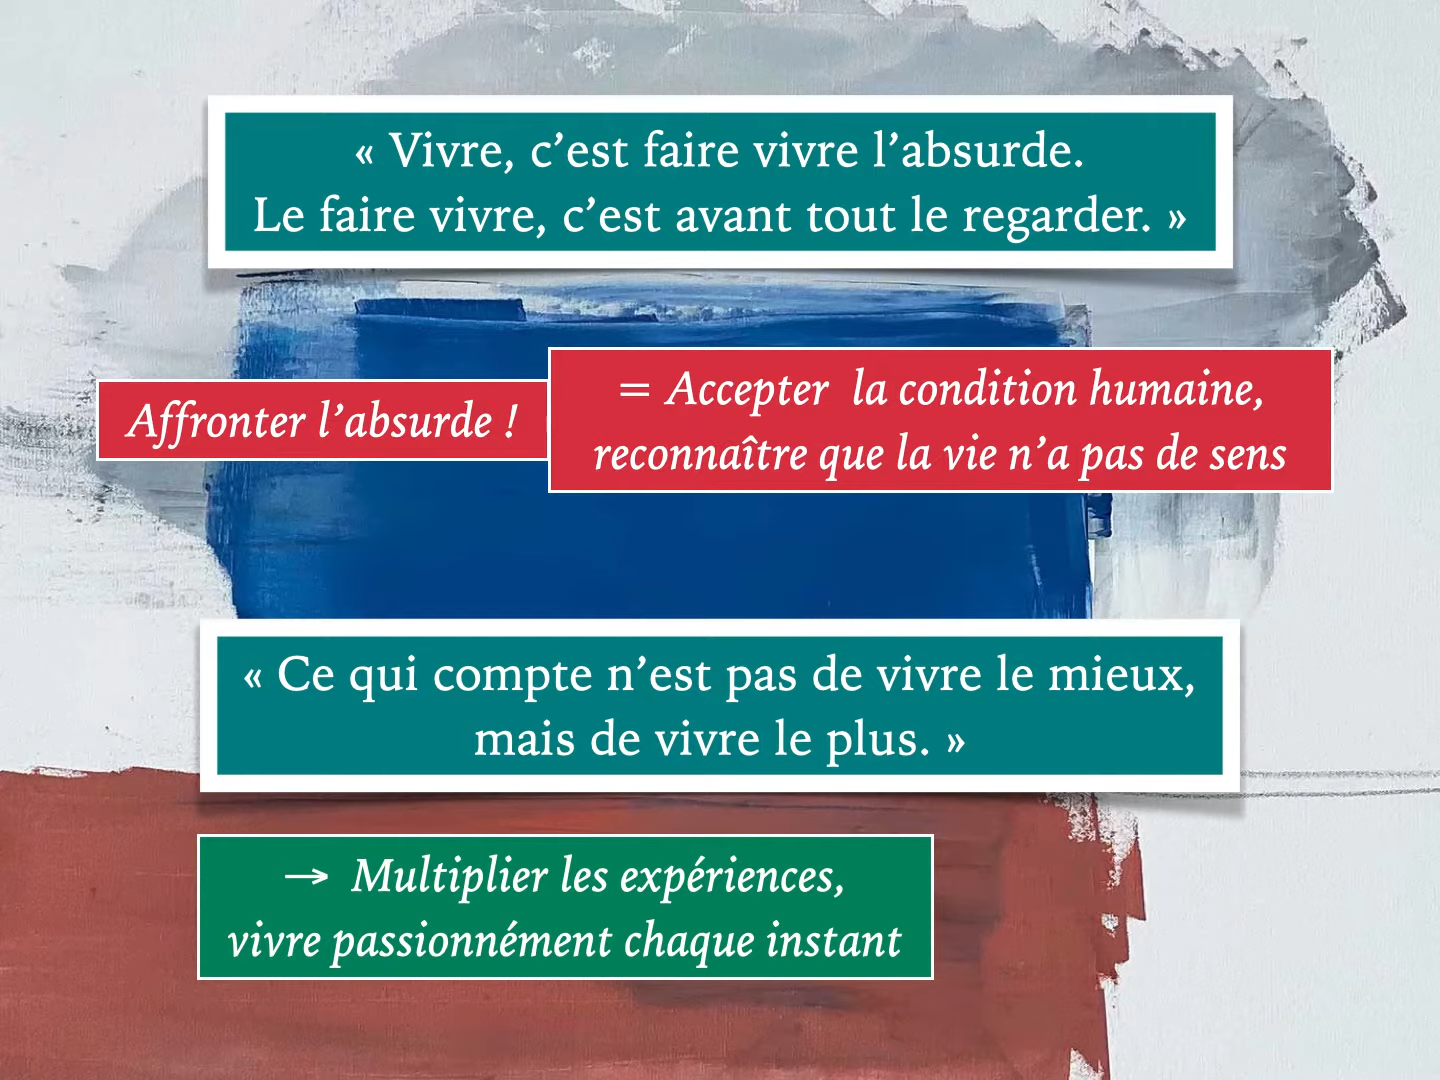 « Vivre, c’est faire vivre l’absurde.
Le faire vivre, c’est avant tout le regarder. »
Affronter l’absurde !
= Accepter  la condition humaine,
reconnaître que la vie n’a pas de sens
« Ce qui compte n’est pas de vivre le mieux,
mais de vivre le plus. »
→ Multiplier les expériences,
vivre passionnément chaque instant